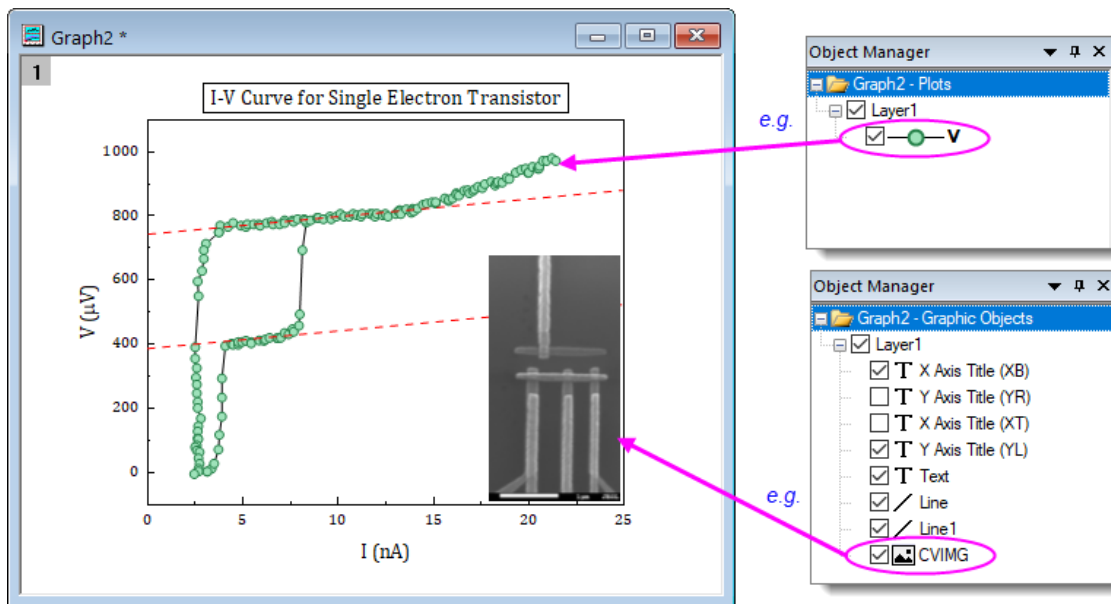 Graph2 *
1
I-V Curve for Single Electron Transistor
1000
800
600
400
200
0
V (μV)
0 5 10 15 20 25
I (nA)
e.g.
Object Manager
Graph2 - Plots
Layer1
V
e.g.
Object Manager
Graph2 - Graphic Objects
Layer1
T X Axis Title (XB)
T Y Axis Title (YR)
T X Axis Title (XT)
T Y Axis Title (YL)
T Text
Line
Line1
CVIMG